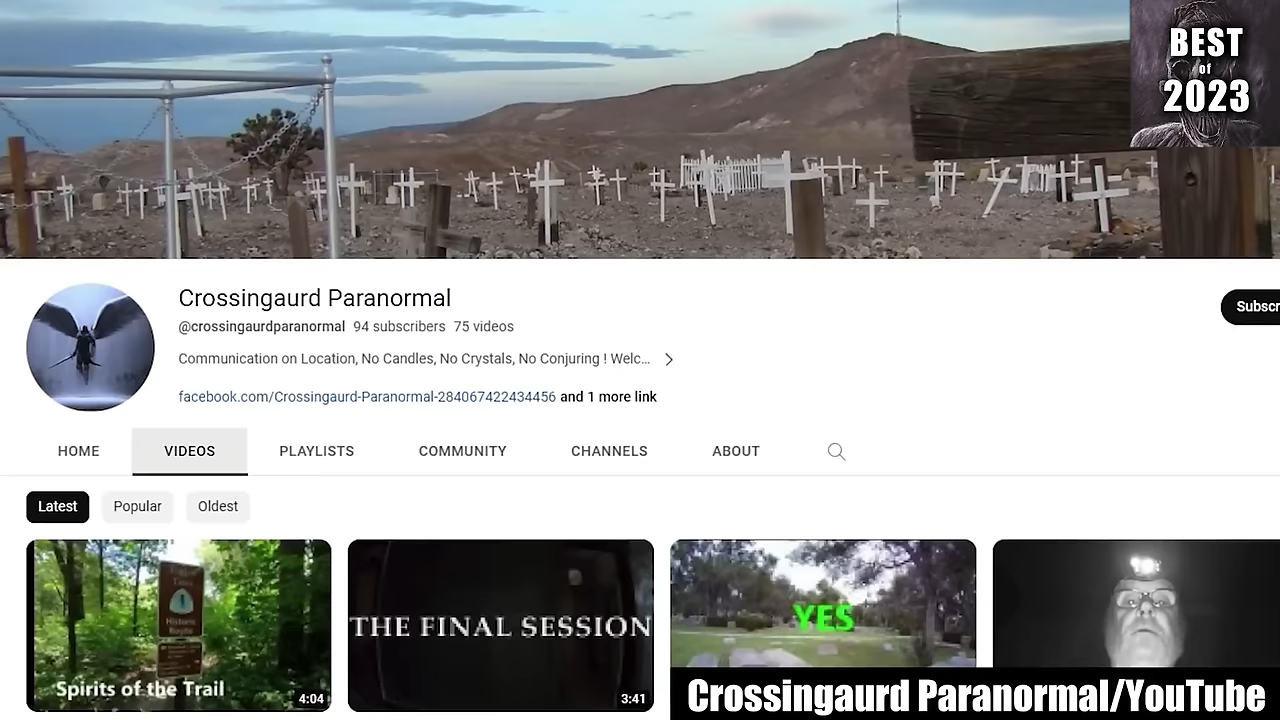 BEST
of
2023
Crossingaurd Paranormal
@crossingaurdparanormal 94 subscribers 75 videos
Communication on Location, No Candles, No Crystals, No Conjuring ! Welc...
facebook.com/Crossingaurd-Paranormal-284067422434456 and 1 more link
Subscr
HOME VIDEOS PLAYLISTS COMMUNITY CHANNELS ABOUT
Latest Popular Oldest
Historic
Route
Spirits of the Trail
4:04
THE FINAL SESSION
3:41
YES
Crossingaurd Paranormal/YouTube